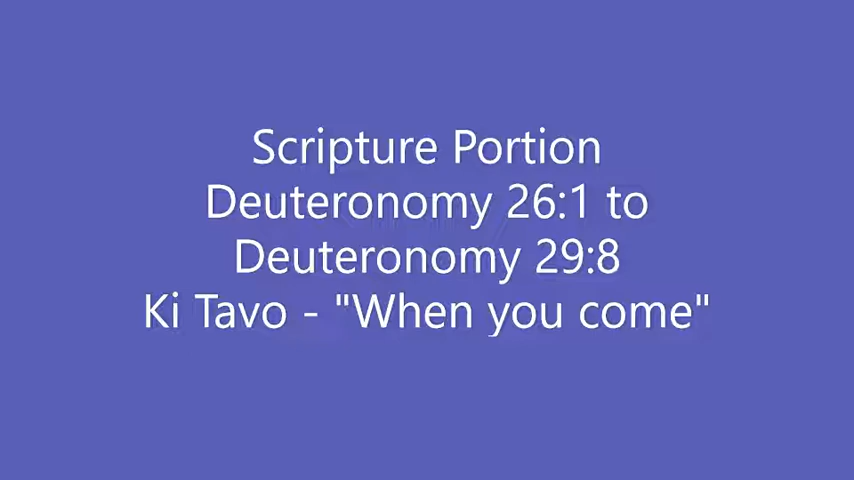 Scripture Portion
Deuteronomy 26:1 to
Deuteronomy 29:8
Ki Tavo - "When you come"